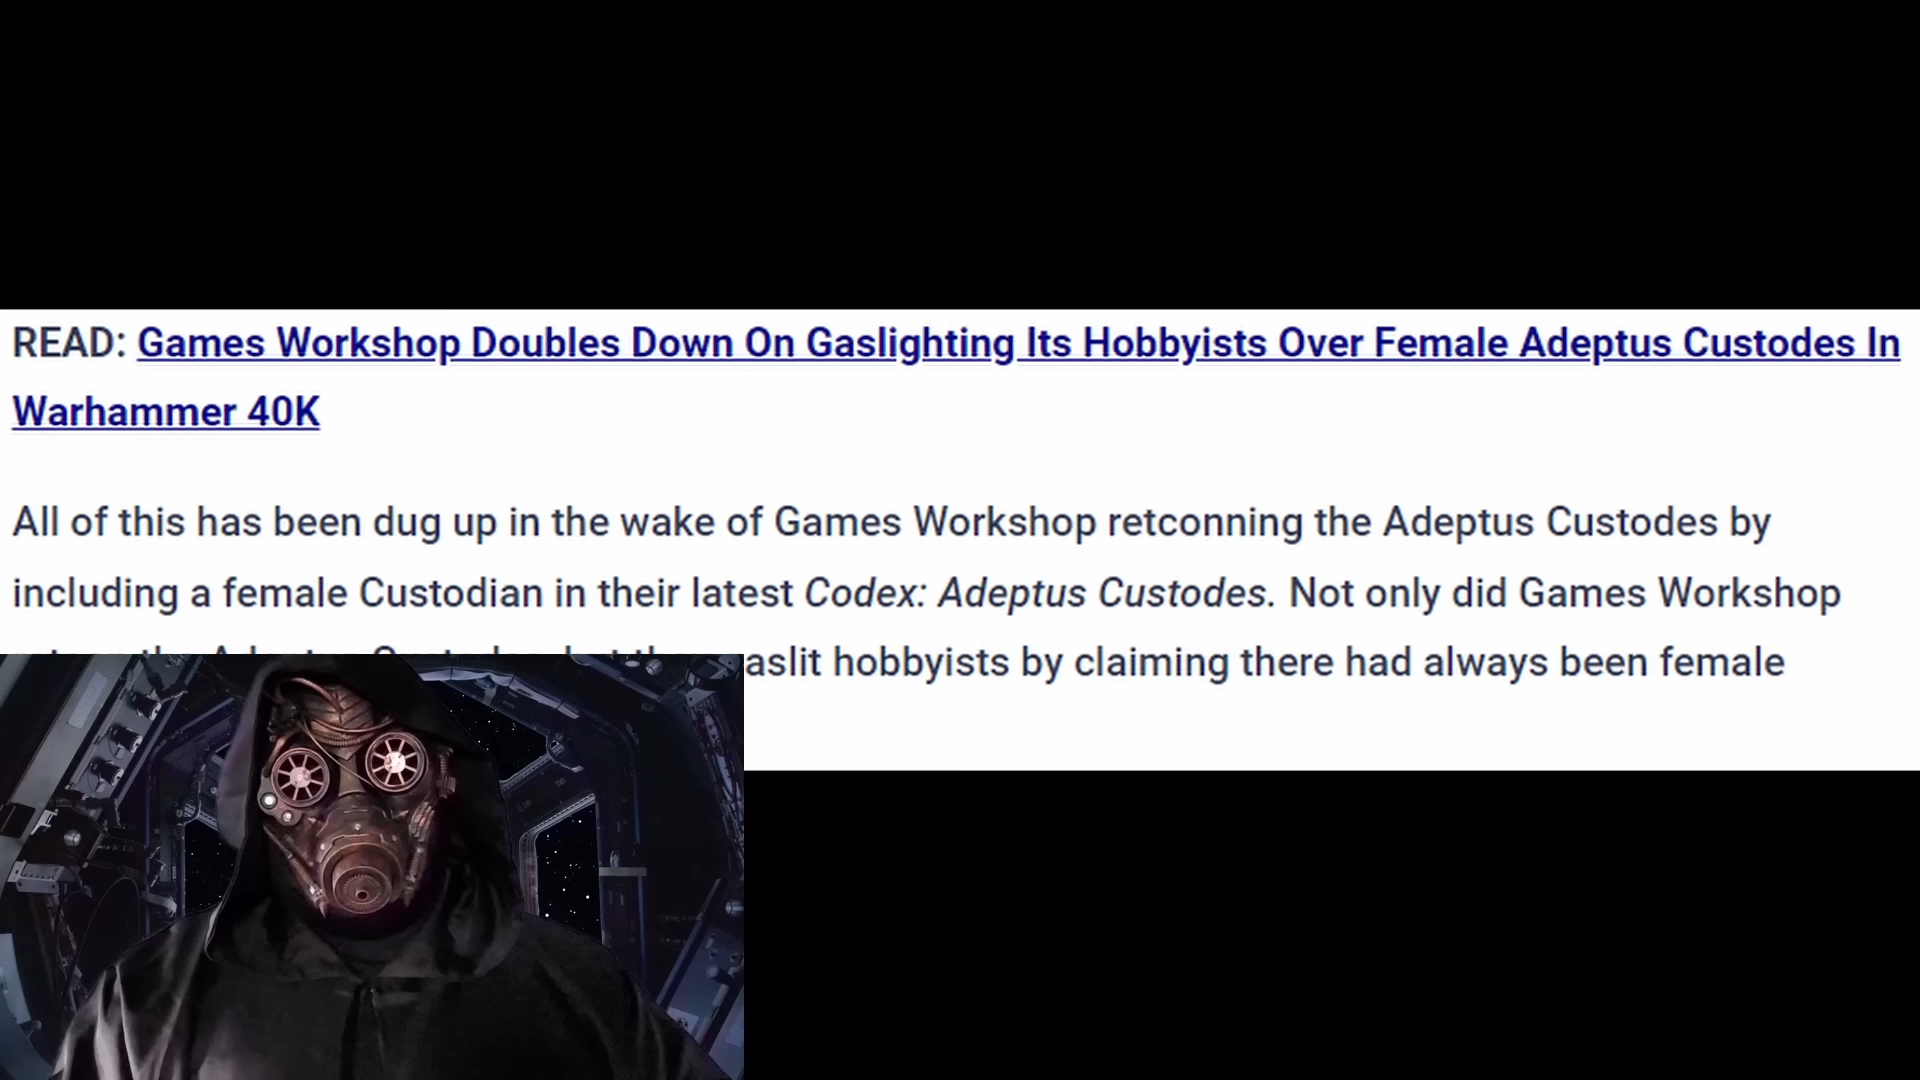 READ: Games Workshop Doubles Down On Gaslighting Its Hobbyists Over Female Adeptus Custodes In
Warhammer 40K
All of this has been dug up in the wake of Games Workshop retconning the Adeptus Custodes by
including a female Custodian in their latest Codex: Adeptus Custodes. Not only did Games Workshop
hobbyists by claiming there had always been female